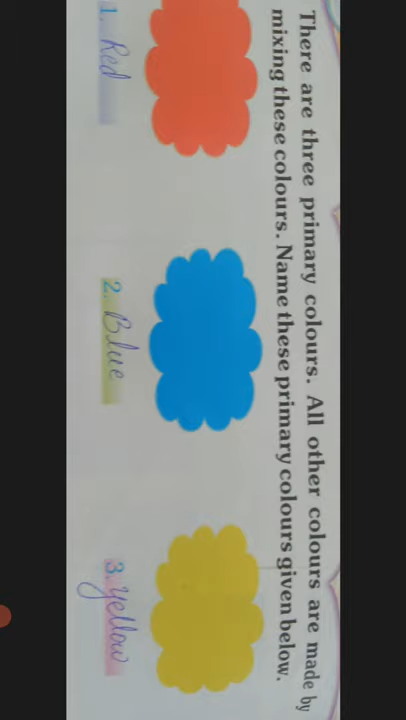 There are three primary colours. All other colours are made by
mixing these colours. Name these primary colours given below.
1. Red
2. Blue
3. yellow